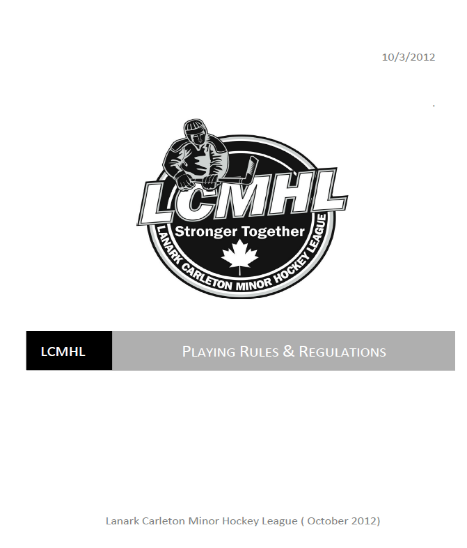 10/3/2012
LCMHL
Stronger Together
LANARK CARLETON MINOR HOCKEY LEAGUE
LCMHL
PLAYING RULES & REGULATIONS
Lanark Carleton Minor Hockey League ( October 2012)